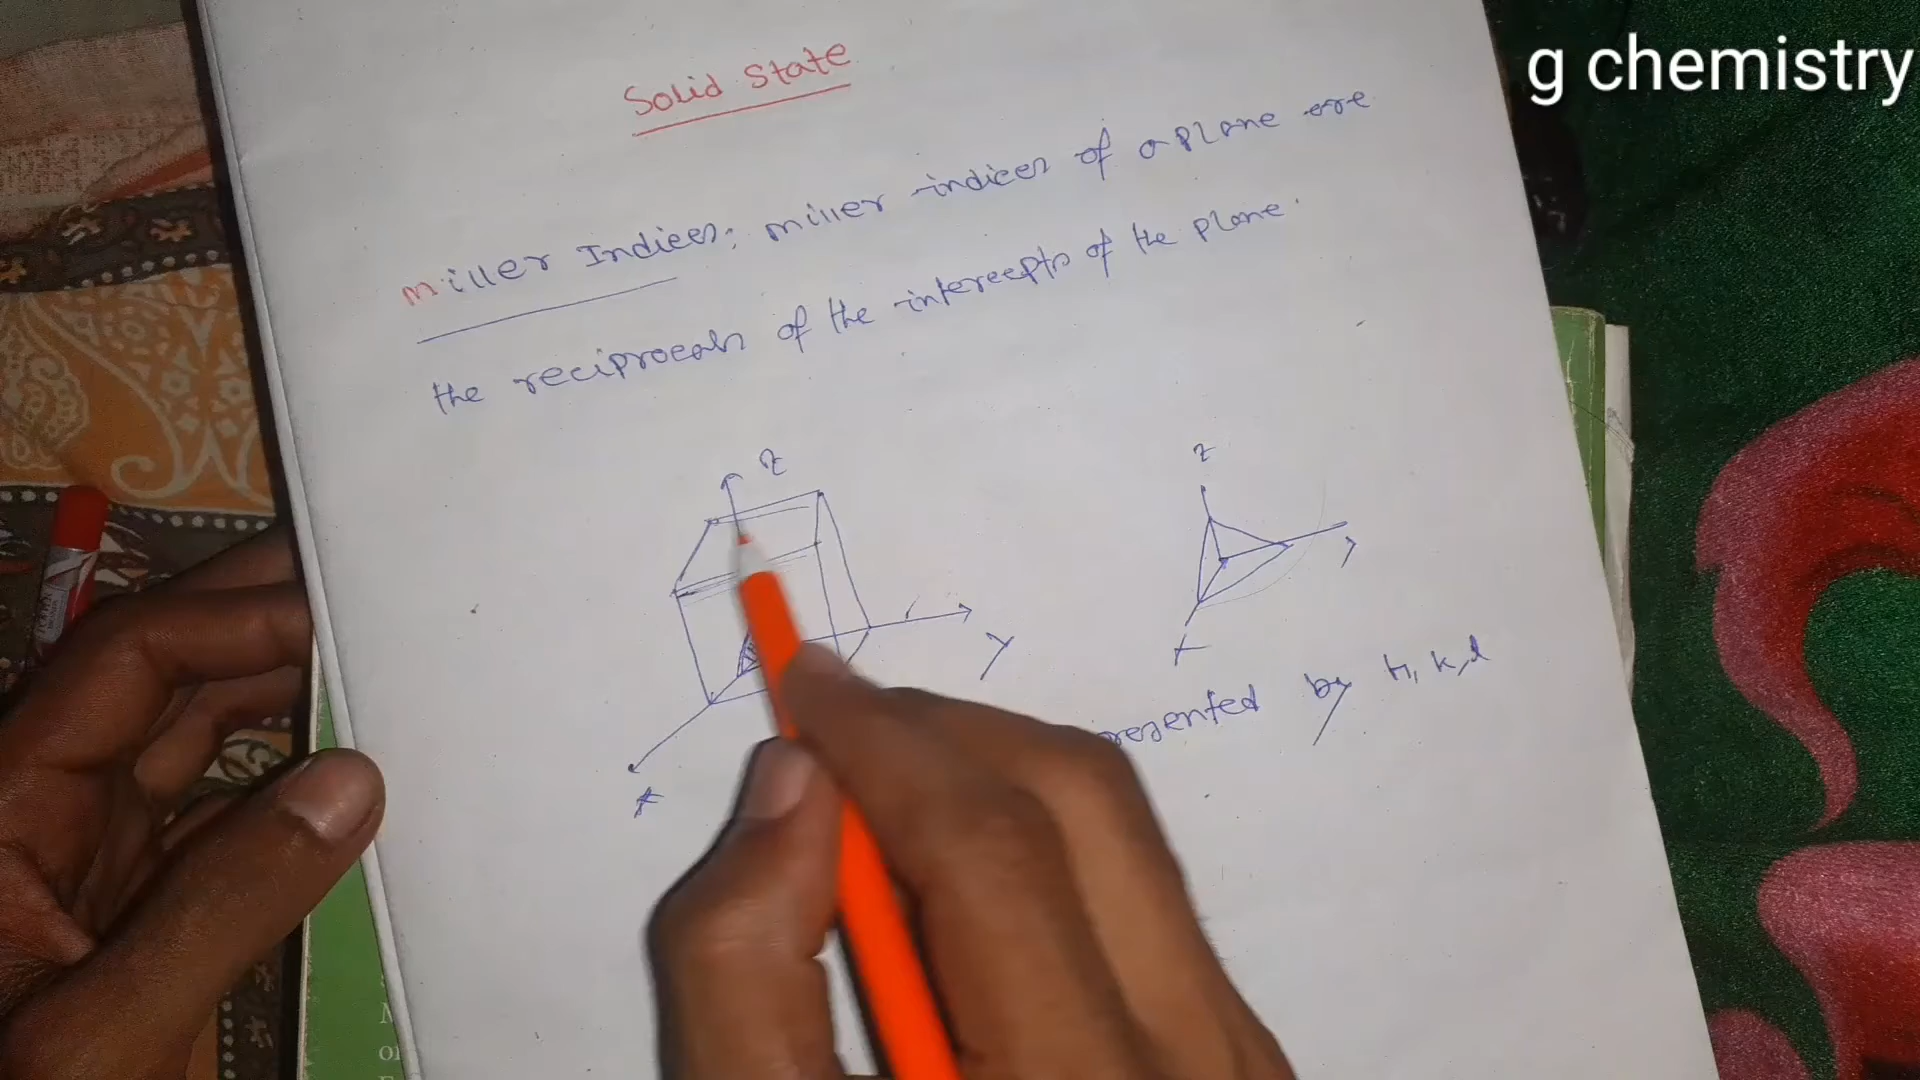 g chemistry
Solid State
Miller Indices: miller indices of a plane are
the reciprocals of the intercepts of the plane.
z
z
y
y
x
x
by h, k, l